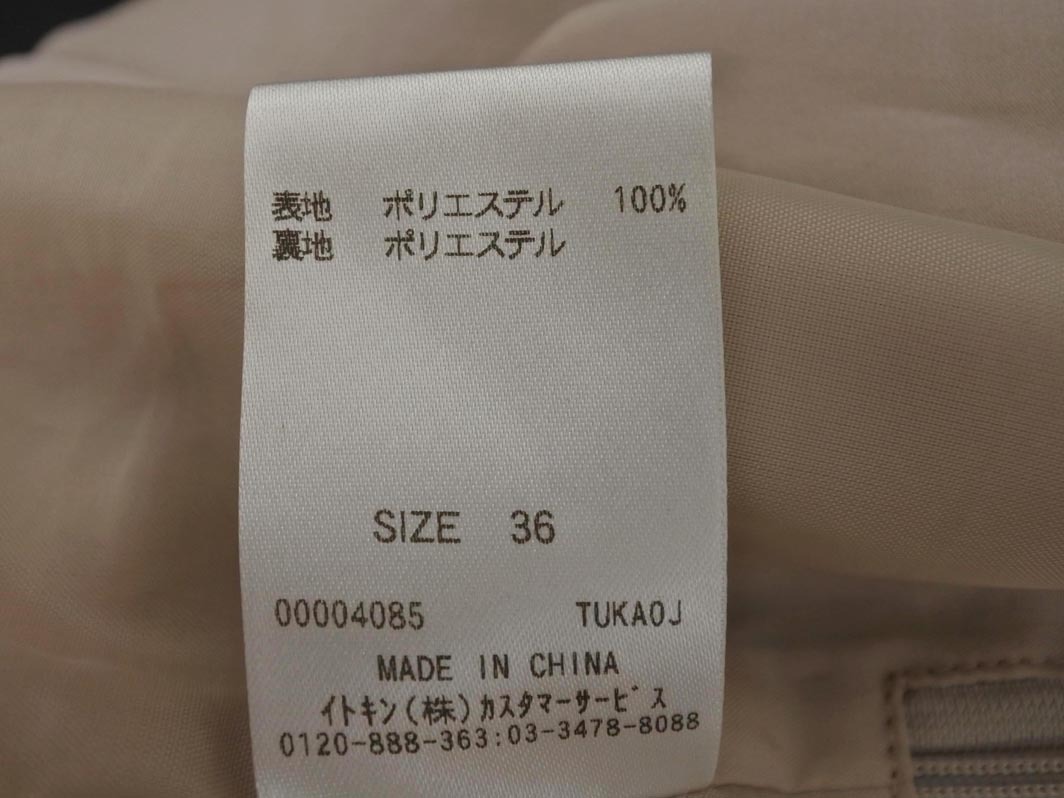 表地 ポリエステル 100%
裏地 ポリエステル
SIZE 36
00004085 TUKAOJ
MADE IN CHINA
イトキン(株)カスタマーサービス
0120-888-363:03-3478-8088